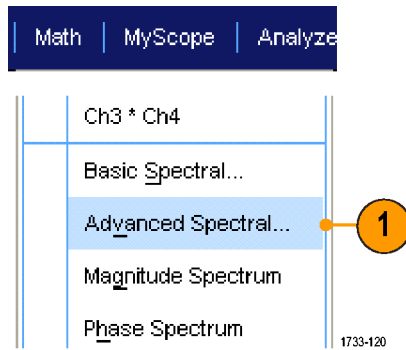 Math | MyScope | Analyze
Ch3 * Ch4
Basic Spectral...
Advanced Spectral...
1
Magnitude Spectrum
Phase Spectrum
1733-120